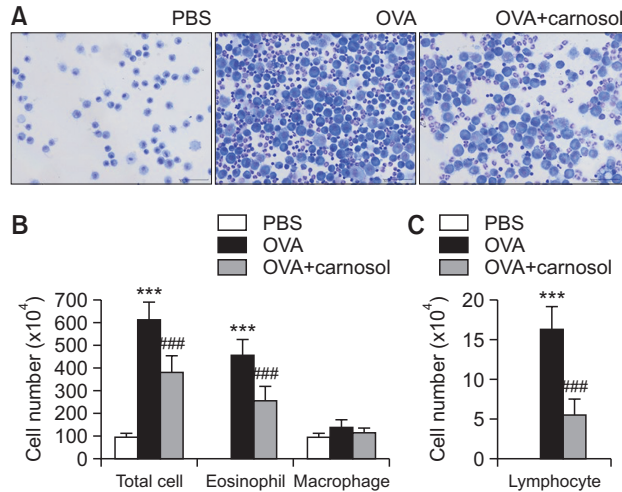 A
PBS
OVA
OVA+carnosol
B
PBS
OVA
OVA+carnosol
Cell number (x10⁴)
700
600
500
400
300
200
100
0
***
###
***
###
Total cell
Eosinophil
Macrophage
C
PBS
OVA
OVA+carnosol
Cell number (x10⁴)
20
15
10
5
0
***
###
Lymphocyte